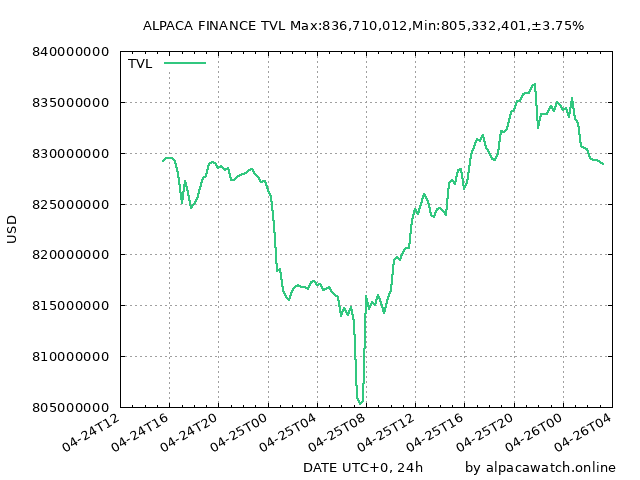 ALPACA FINANCE TVL Max:836,710,012,Min:805,332,401,±3.75%
TVL
840000000
835000000
830000000
825000000
820000000
815000000
810000000
805000000
USD
04-24T12 04-24T16 04-24T20 04-25T00 04-25T04 04-25T08 04-25T12 04-25T16 04-25T20 04-26T00 04-26T04
DATE UTC+0, 24h by alpacawatch.online